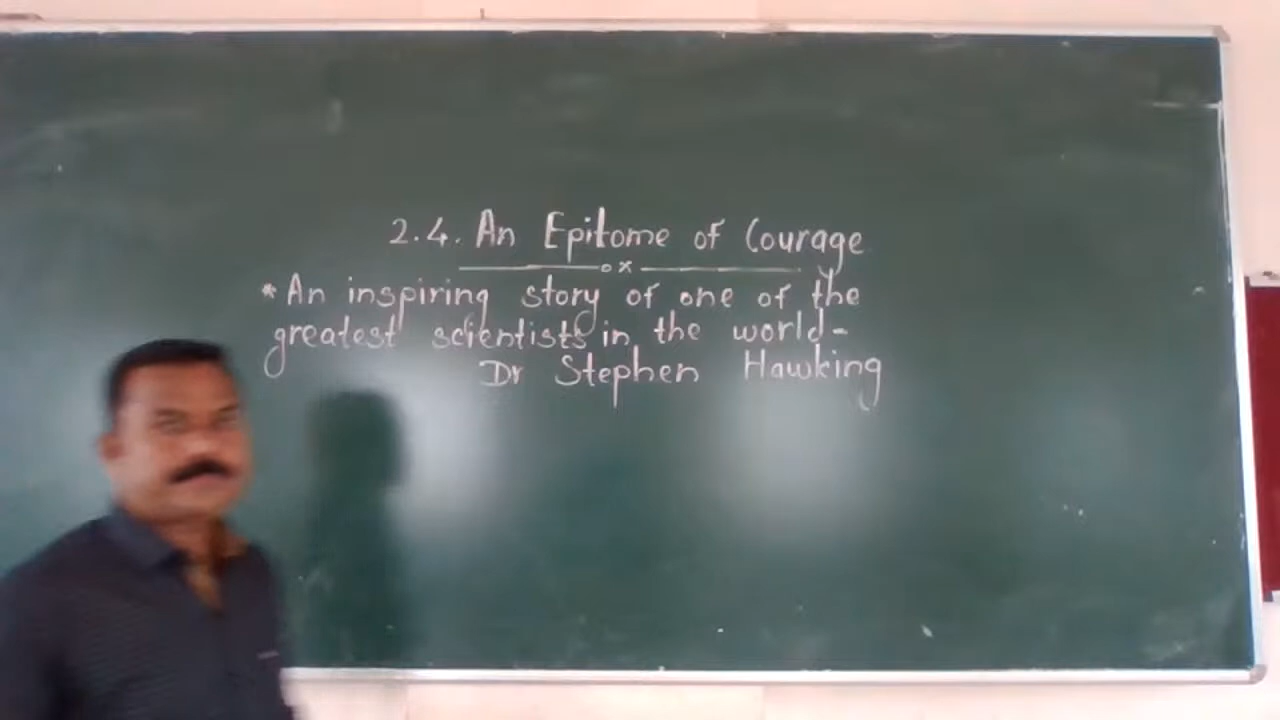 2.4. An Epitome of Courage
* An inspiring story of one of the
greatest scientists in the world-
Dr Stephen Hawking